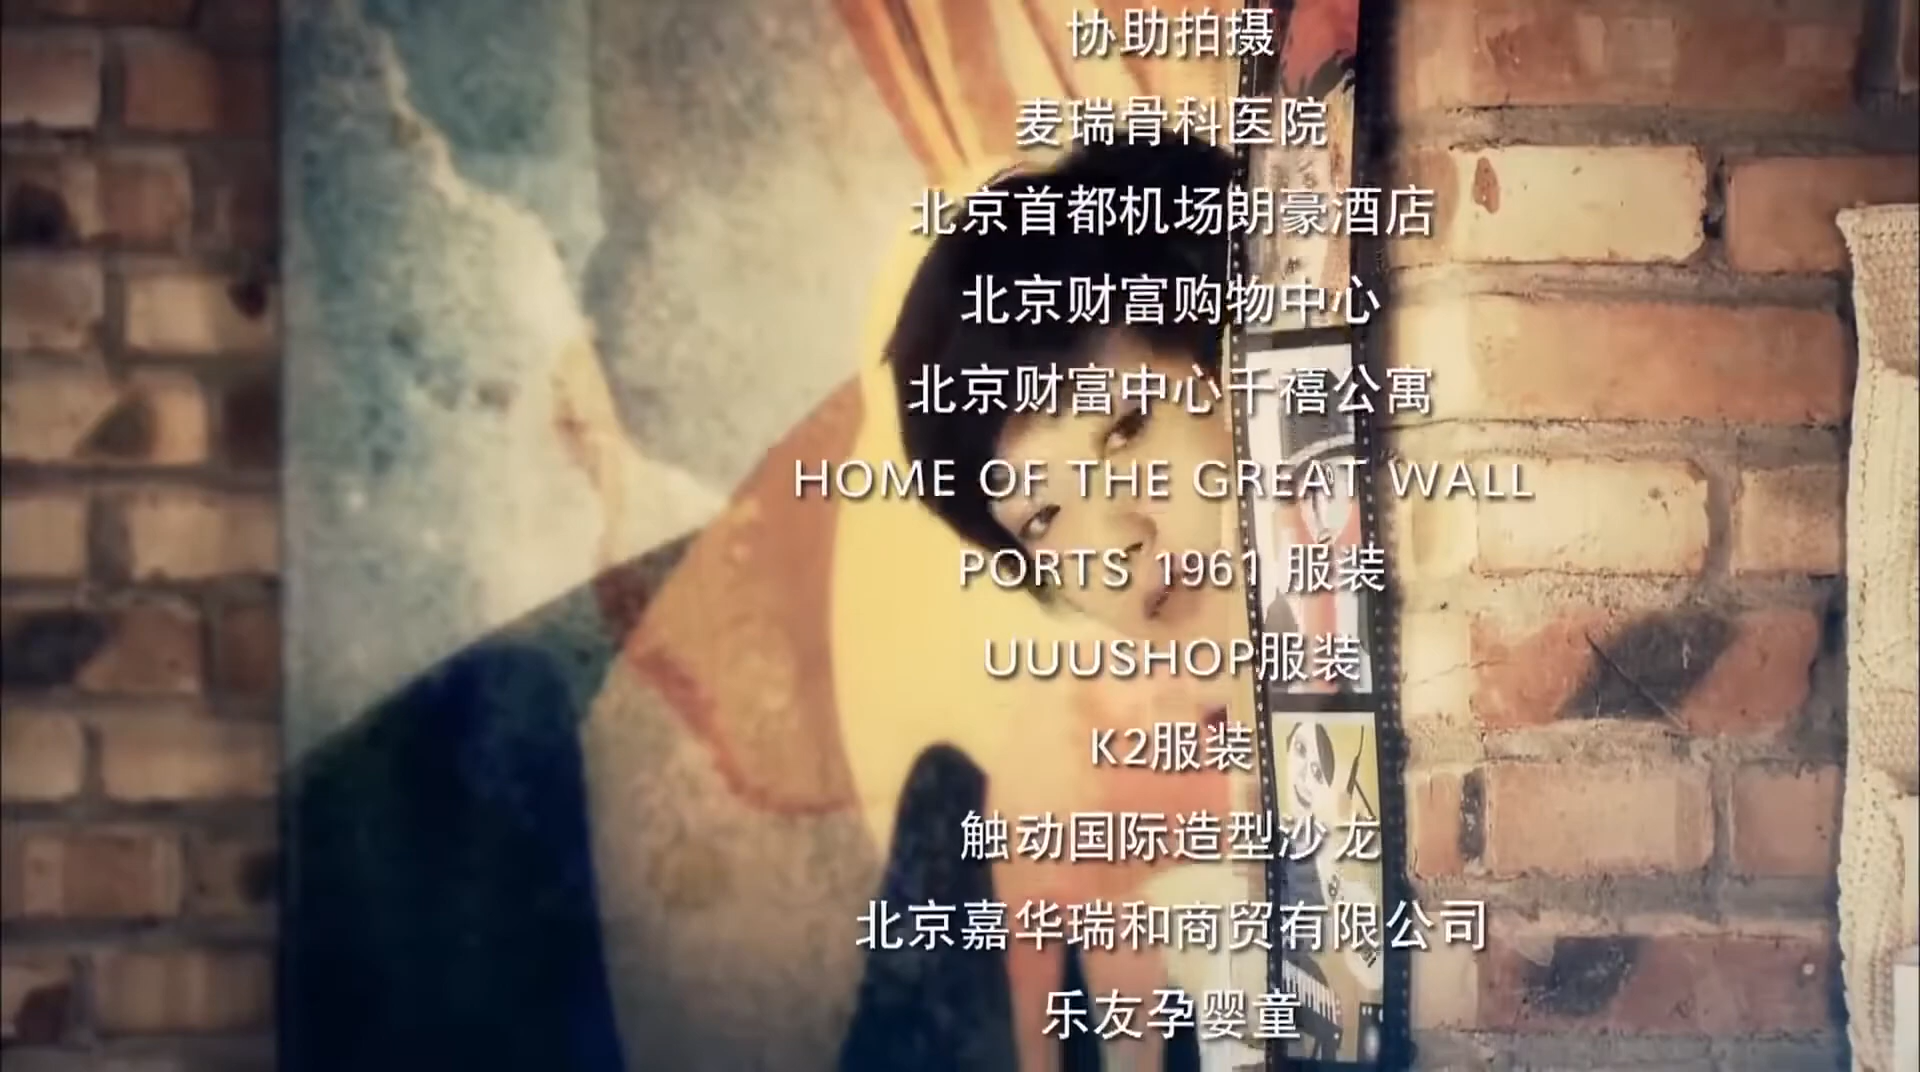 协助拍摄
麦瑞骨科医院
北京首都机场朗豪酒店
北京财富购物中心
北京财富中心千禧公寓
HOME OF THE GREAT WALL
PORTS 1961 服装
UUUSHOP服装
K2服装
触动国际造型沙龙
北京嘉华瑞和商贸有限公司
乐友孕婴童